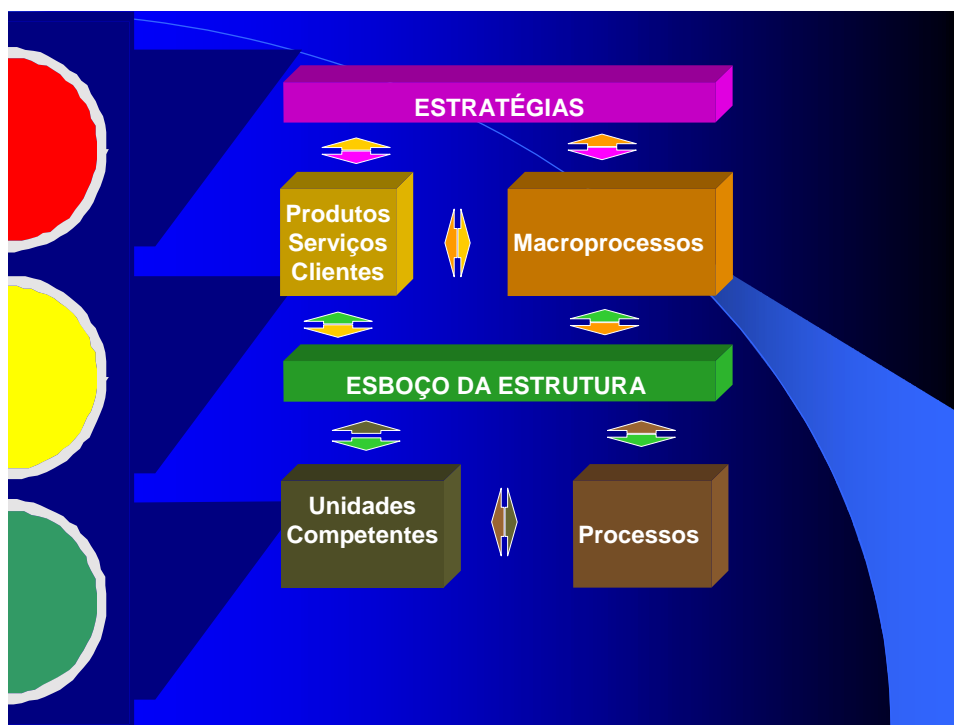 ESTRATÉGIAS
Produtos
Serviços
Clientes
Macroprocessos
ESBOÇO DA ESTRUTURA
Unidades
Competentes
Processos